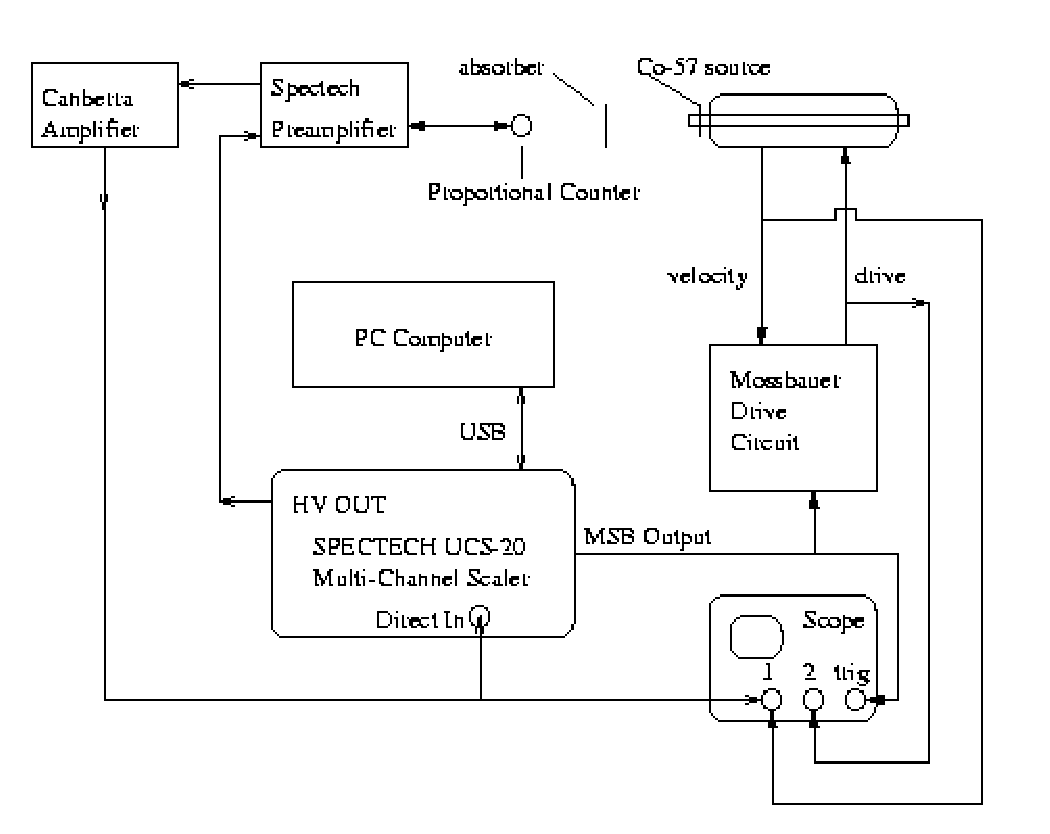 absorber
Co-57 source
Canberra
Amplifier
Spectech
Preamplifier
Proportional Counter
velocity
drive
PC Computer
Mossbauer
Drive
Circuit
USB
HV OUT
SPECTECH UCS-20
Multi-Channel Scaler
Direct In
MSB Output
Scope
1 2 trig